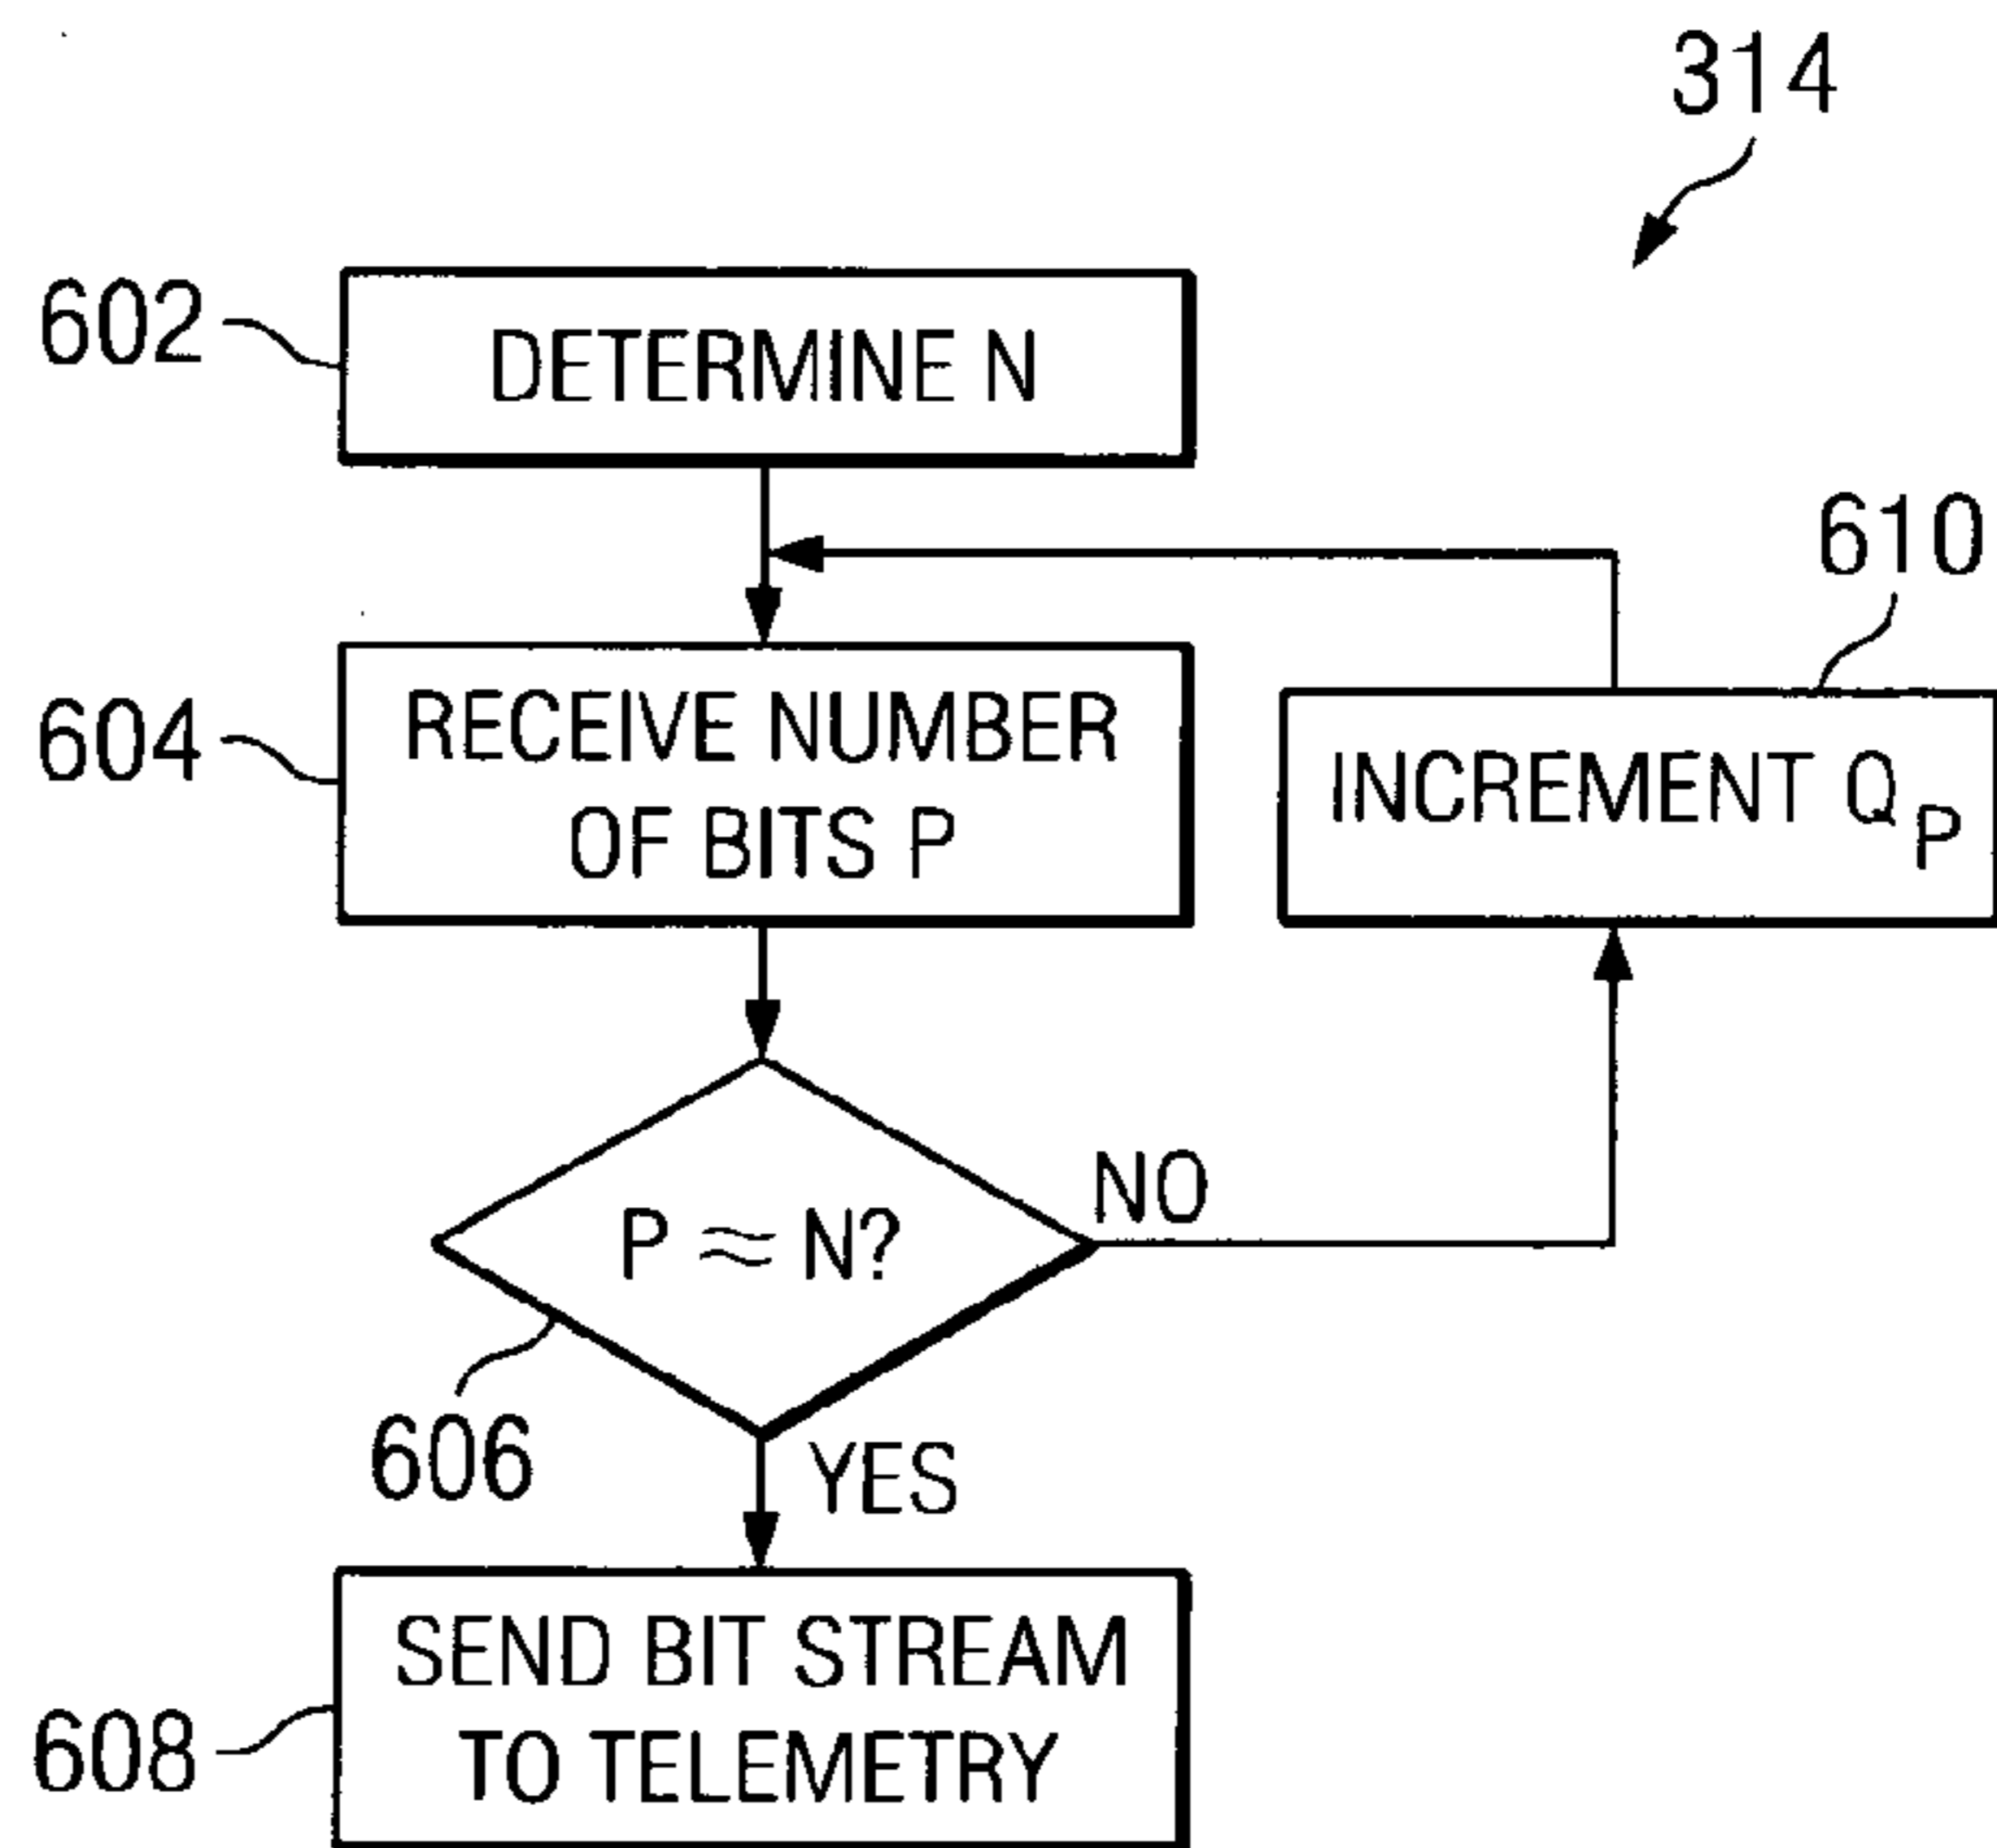 314
602
DETERMINE N
610
604
RECEIVE NUMBER
OF BITS P
INCREMENT QP
P ≈ N?
NO
606
YES
608
SEND BIT STREAM
TO TELEMETRY